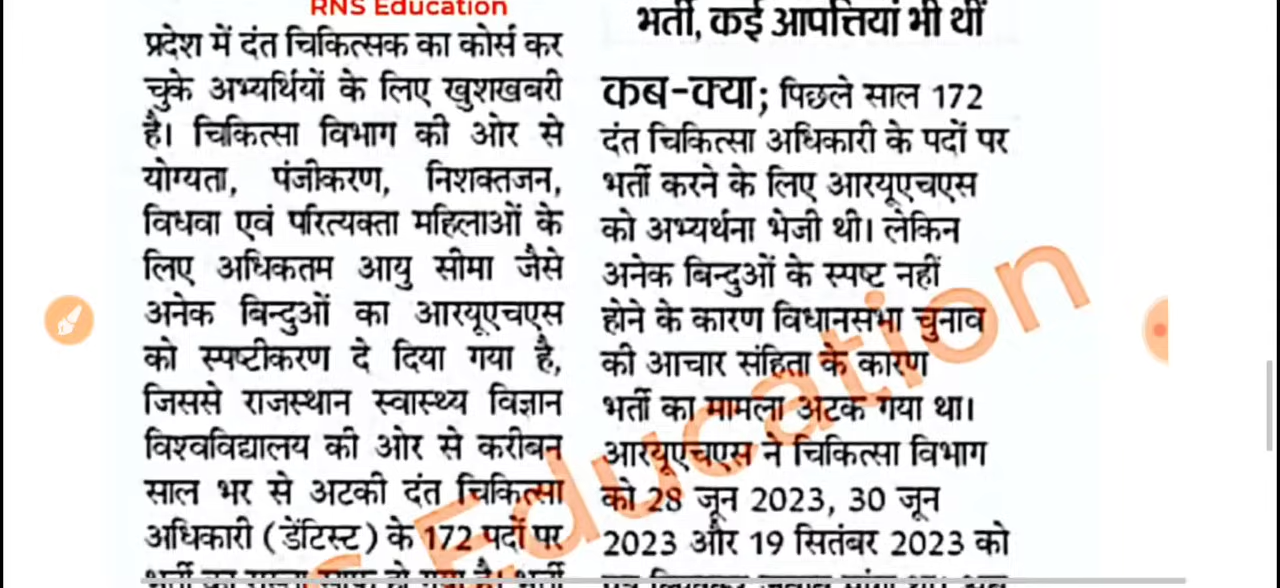 RNS Education
प्रदेश में दंत चिकित्सक का कोर्स कर
चुके अभ्यर्थियों के लिए खुशखबरी
है। चिकित्सा विभाग की ओर से
योग्यता, पंजीकरण, निशक्तजन,
विधवा एवं परित्यक्ता महिलाओं के
लिए अधिकतम आयु सीमा जैसे
अनेक बिन्दुओं का आरयूएचएस
को स्पष्टीकरण दे दिया गया है,
जिससे राजस्थान स्वास्थ्य विज्ञान
विश्वविद्यालय की ओर से करीबन
साल भर से अटकी दंत चिकित्सा
अधिकारी (डेंटिस्ट) के 172 पदों पर
भर्ती, कई आपत्तियां भी थीं
कब-क्या; पिछले साल 172
दंत चिकित्सा अधिकारी के पदों पर
भर्ती करने के लिए आरयूएचएस
को अभ्यर्थना भेजी थी। लेकिन
अनेक बिन्दुओं के स्पष्ट नहीं
होने के कारण विधानसभा चुनाव
की आचार संहिता के कारण
भर्ती का मामला अटक गया था।
आरयूएचएस ने चिकित्सा विभाग
को 28 जून 2023, 30 जून
2023 और 19 सितंबर 2023 को
s Education